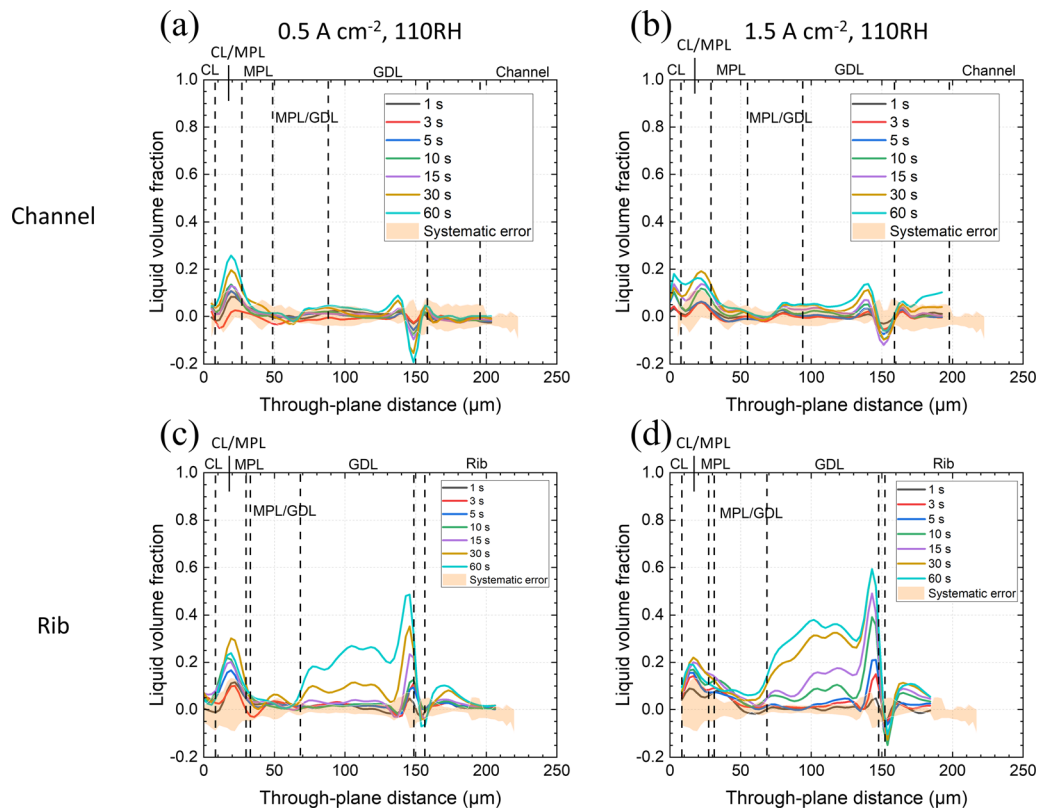 (a)
0.5 A cm⁻², 110RH
(b)
1.5 A cm⁻², 110RH
Channel
CL/MPL
CL
MPL
GDL
Channel
MPL/GDL
1 s
3 s
5 s
10 s
15 s
30 s
60 s
Systematic error
Liquid volume fraction
1.0
0.8
0.6
0.4
0.2
0.0
-0.2
0
50
100
150
200
250
Through-plane distance (µm)
CL/MPL
CL
MPL
GDL
Channel
MPL/GDL
1 s
3 s
5 s
10 s
15 s
30 s
60 s
Systematic error
Liquid volume fraction
1.0
0.8
0.6
0.4
0.2
0.0
-0.2
0
50
100
150
200
250
Through-plane distance (µm)
Rib
(c)
CL/MPL
CL
MPL
GDL
Rib
MPL/GDL
1 s
3 s
5 s
10 s
15 s
30 s
60 s
Systematic error
Liquid volume fraction
1.0
0.8
0.6
0.4
0.2
0.0
-0.2
0
50
100
150
200
250
Through-plane distance (µm)
(d)
CL/MPL
CL
MPL
GDL
Rib
MPL/GDL
1 s
3 s
5 s
10 s
15 s
30 s
60 s
Systematic error
Liquid volume fraction
1.0
0.8
0.6
0.4
0.2
0.0
-0.2
0
50
100
150
200
250
Through-plane distance (µm)